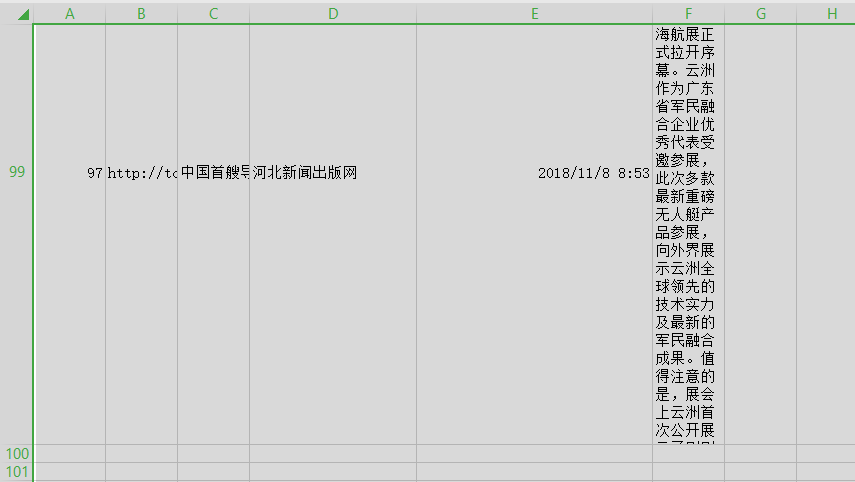 A B C D E F G H
海航展正
式拉开序
幕。云洲
作为广东
省军民融
合企业优
秀代表受
邀参展，
99 97 http://tc 中国首艘导 河北新闻出版网 2018/11/8 8:53
此次多款
最新重磅
无人艇产
品参展，
向外界展
示云洲全
球领先的
技术实力
及最新的
军民融合
成果。值
得注意的
是，展会
上云洲首
次公开展
100
101